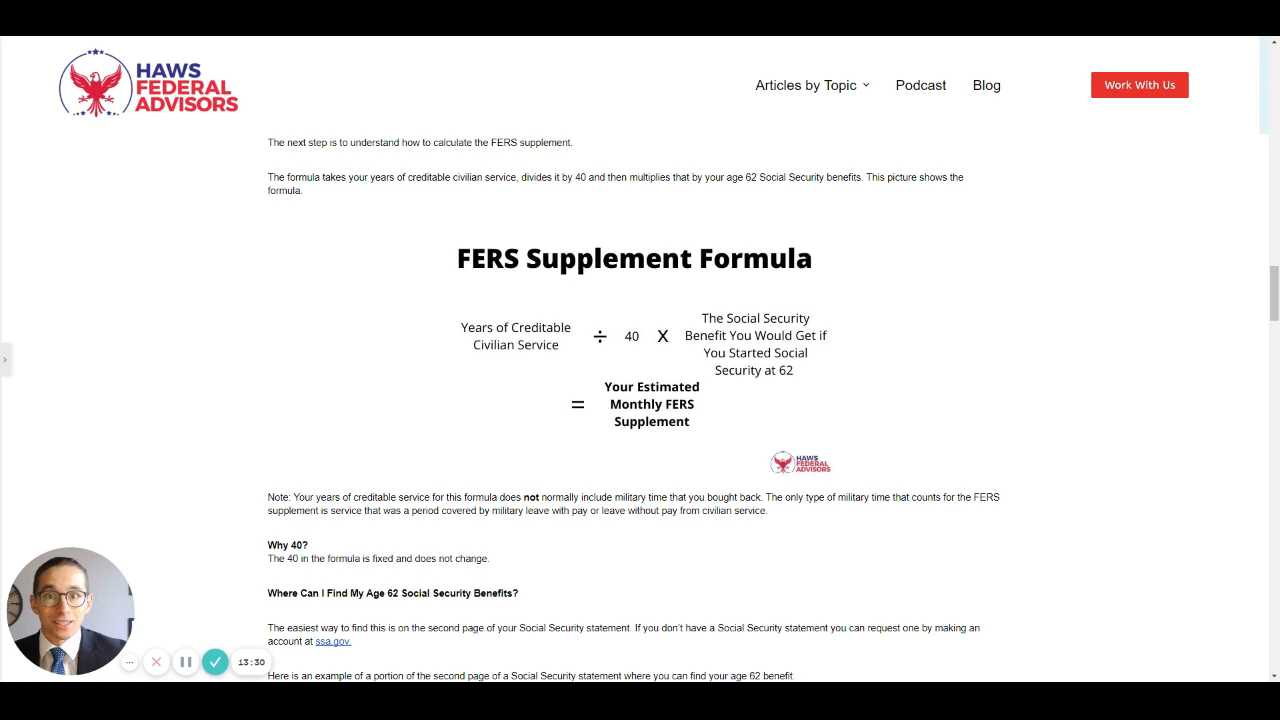 HAWS
FEDERAL
ADVISORS
Articles by Topic
Podcast
Blog
Work With Us
The next step is to understand how to calculate the FERS supplement.
The formula takes your years of creditable civilian service, divides it by 40 and then multiplies that by your age 62 Social Security benefits. This picture shows the
formula.
FERS Supplement Formula
Years of Creditable
Civilian Service
÷ 40 X
The Social Security
Benefit You Would Get if
You Started Social
Security at 62
=
Your Estimated
Monthly FERS
Supplement
HAWS
FEDERAL
ADVISORS
Note: Your years of creditable service for this formula does not normally include military time that you bought back. The only type of military time that counts for the FERS
supplement is service that was a period covered by military leave with pay or leave without pay from civilian service.
Why 40?
The 40 in the formula is fixed and does not change.
Where Can I Find My Age 62 Social Security Benefits?
The easiest way to find this is on the second page of your Social Security statement. If you don't have a Social Security statement you can request one by making an
account at ssa.gov.
Here is an example of a portion of the second page of a Social Security statement where you can find your age 62 benefit.
13:30